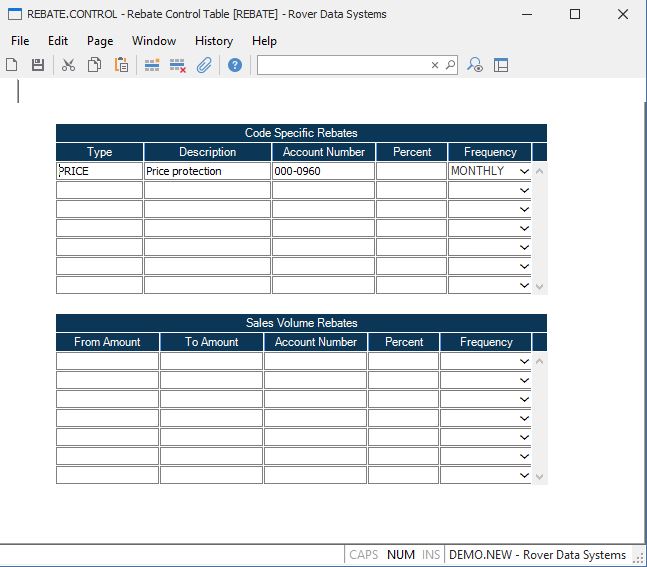 REBATE.CONTROL - Rebate Control Table [REBATE] - Rover Data Systems
File Edit Page Window History Help
Code Specific Rebates
Type Description Account Number Percent Frequency
PRICE Price protection 000-0960 MONTHLY
Sales Volume Rebates
From Amount To Amount Account Number Percent Frequency
CAPS NUM INS DEMO.NEW - Rover Data Systems